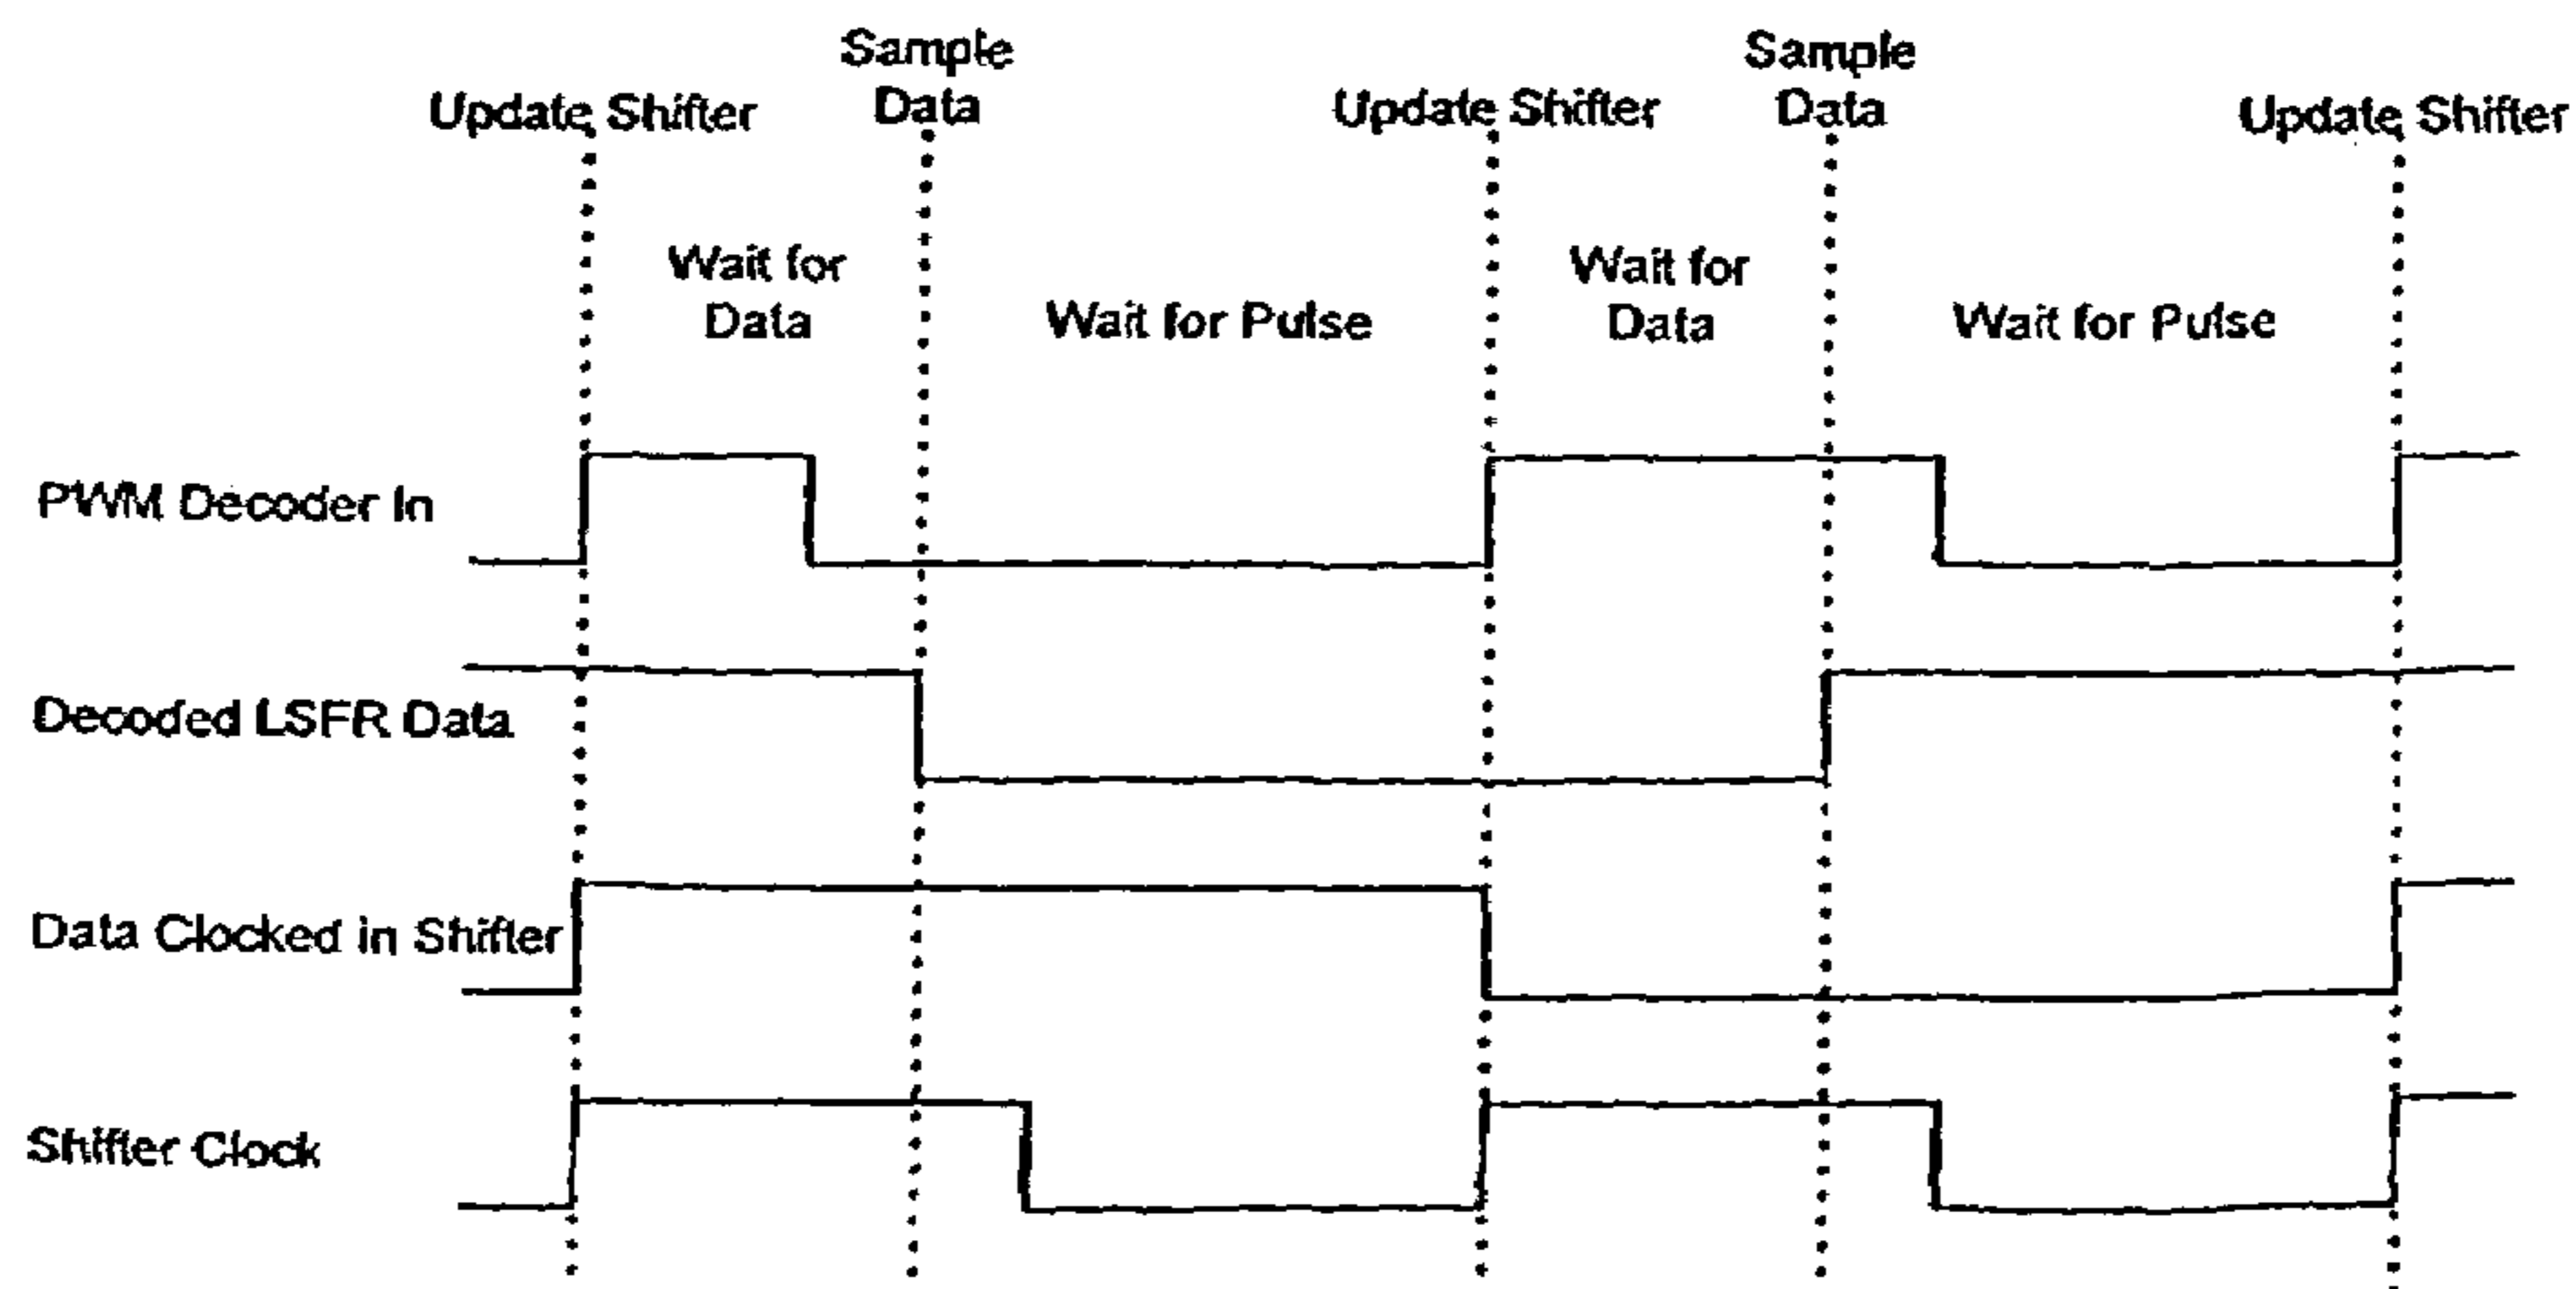 Sample
Data
Sample
Data
Update Shifter
Update Shifter
Update Shifter
Wait for
Data
Wait for Pulse
Wait for
Data
Wait for Pulse
PWM Decoder In
Decoded LSFR Data
Data Clocked in Shifter
Shifter Clock